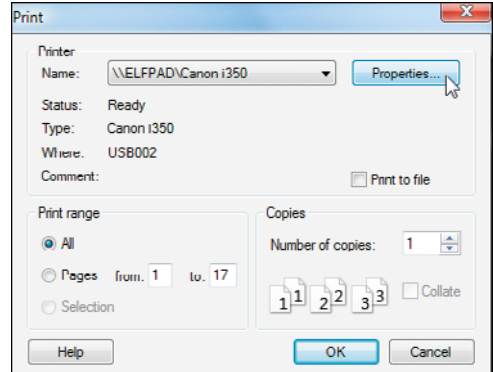 Print
Printer
Name: \\ELFPAD\Canon i350 Properties...
Status: Ready
Type: Canon i350
Where: USB002
Comment: Print to file
Print range Copies
All Number of copies: 1
Pages from: 1 to: 17
1 1 2 2 3 3 Collate
Selection
Help OK Cancel